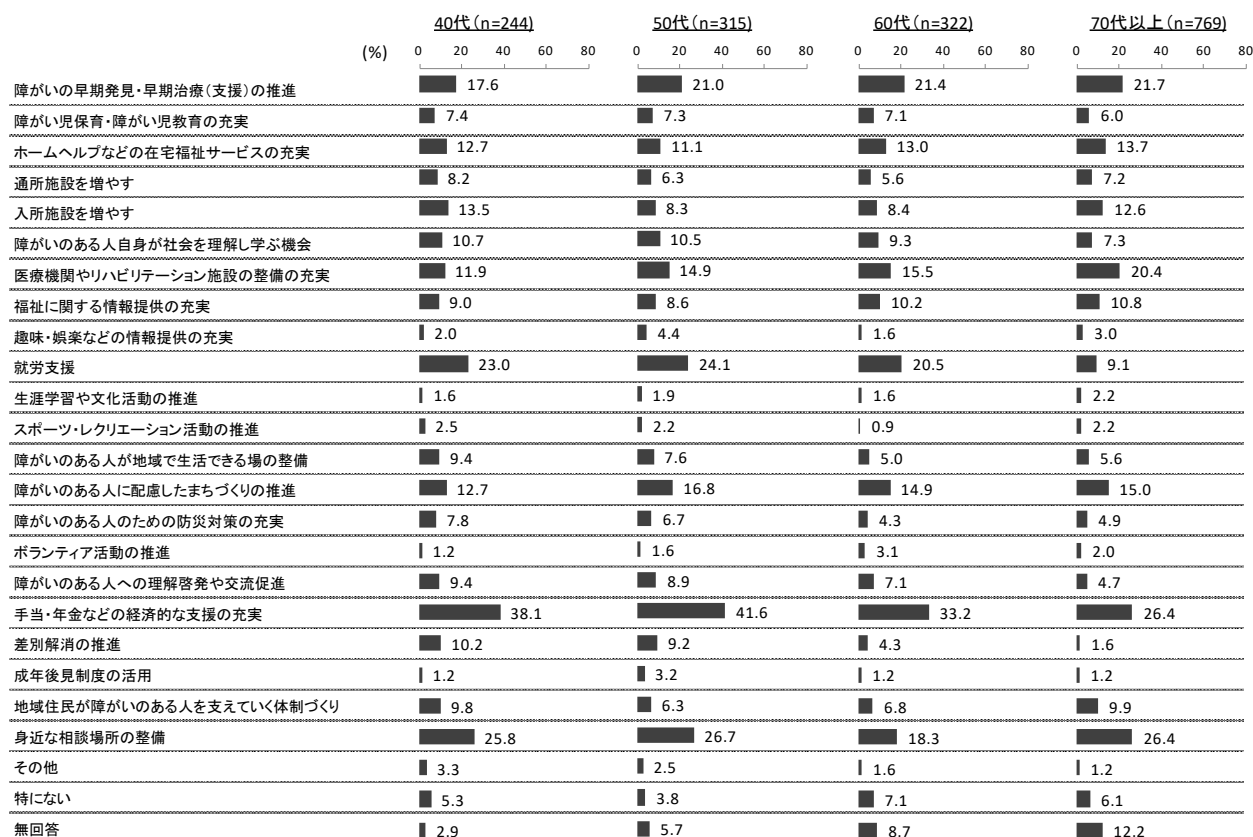 40代（n=244） 50代（n=315） 60代（n=322） 70代以上（n=769）
(%) 0 20 40 60 80 0 20 40 60 80 0 20 40 60 80 0 20 40 60 80
障がいの早期発見・早期治療（支援）の推進 17.6 21.0 21.4 21.7
障がい児保育・障がい児教育の充実 7.4 7.3 7.1 6.0
ホームヘルプなどの在宅福祉サービスの充実 12.7 11.1 13.0 13.7
通所施設を増やす 8.2 6.3 5.6 7.2
入所施設を増やす 13.5 8.3 8.4 12.6
障がいのある人自身が社会を理解し学ぶ機会 10.7 10.5 9.3 7.3
医療機関やリハビリテーション施設の整備の充実 11.9 14.9 15.5 20.4
福祉に関する情報提供の充実 9.0 8.6 10.2 10.8
趣味・娯楽などの情報提供の充実 2.0 4.4 1.6 3.0
就労支援 23.0 24.1 20.5 9.1
生涯学習や文化活動の推進 1.6 1.9 1.6 2.2
スポーツ・レクリエーション活動の推進 2.5 2.2 0.9 2.2
障がいのある人が地域で生活できる場の整備 9.4 7.6 5.0 5.6
障がいのある人に配慮したまちづくりの推進 12.7 16.8 14.9 15.0
障がいのある人のための防災対策の充実 7.8 6.7 4.3 4.9
ボランティア活動の推進 1.2 1.6 3.1 2.0
障がいのある人への理解啓発や交流促進 9.4 8.9 7.1 4.7
手当・年金などの経済的な支援の充実 38.1 41.6 33.2 26.4
差別解消の推進 10.2 9.2 4.3 1.6
成年後見制度の活用 1.2 3.2 1.2 1.2
地域住民が障がいのある人を支えていく体制づくり 9.8 6.3 6.8 9.9
身近な相談場所の整備 25.8 26.7 18.3 26.4
その他 3.3 2.5 1.6 1.2
特にない 5.3 3.8 7.1 6.1
無回答 2.9 5.7 8.7 12.2